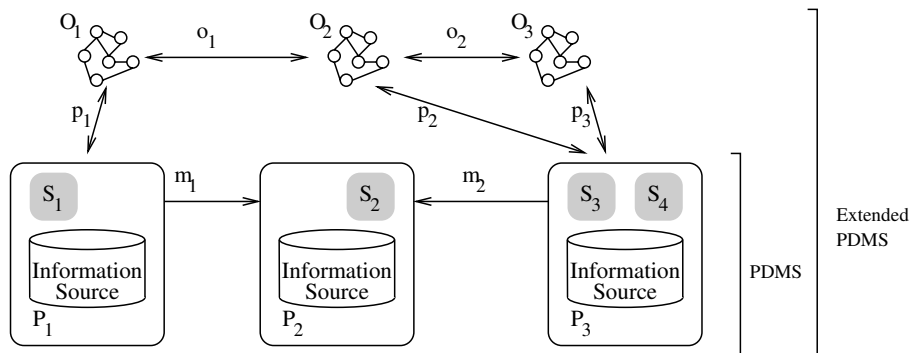 O1 o1 O2 o2 O3
p1 p2 p3
S1 m1 S2 m2 S3 S4
Extended
PDMS
PDMS
Information
Source
Information
Source
Information
Source
P1 P2 P3